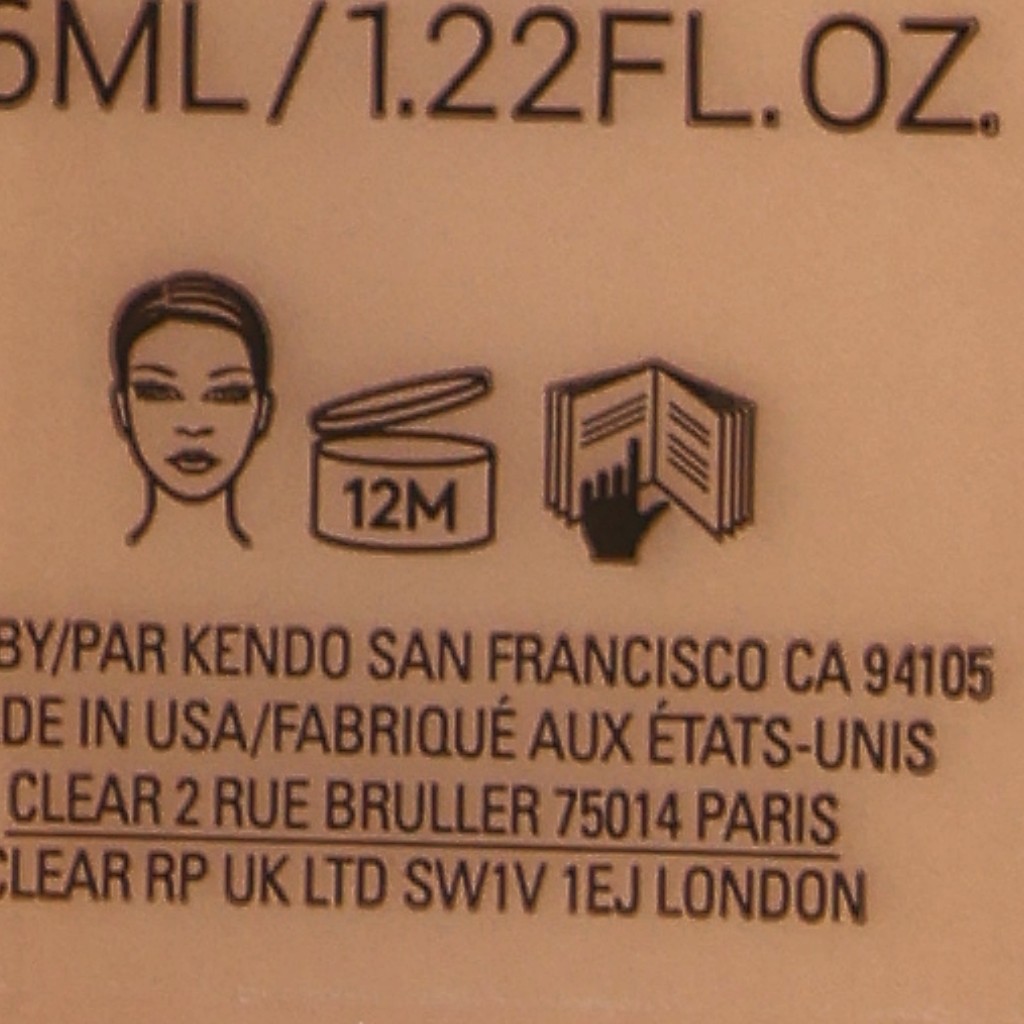 6ML/1.22FL.OZ.
12M
BY/PAR KENDO SAN FRANCISCO CA 94105
DE IN USA/FABRIQUÉ AUX ÉTATS-UNIS
CLEAR 2 RUE BRULLER 75014 PARIS
CLEAR RP UK LTD SW1V 1EJ LONDON